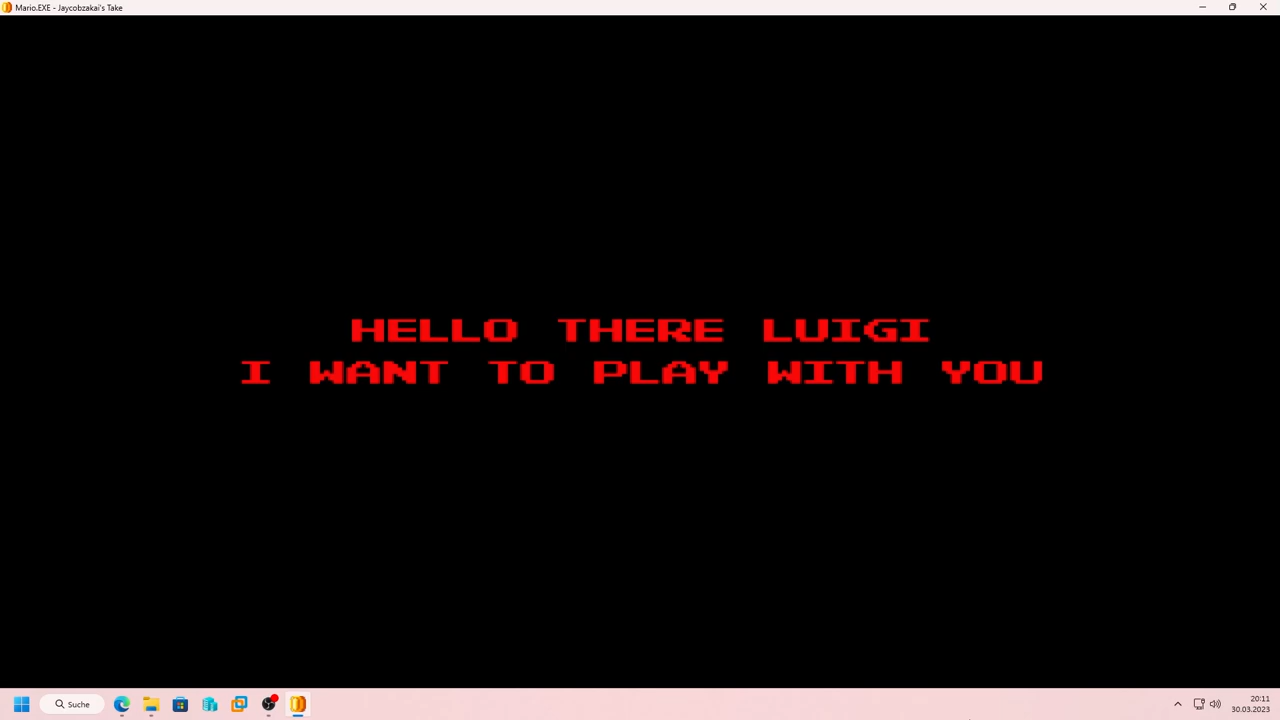 Mario.EXE - Jaycobzakai's Take
HELLO THERE LUIGI
I WANT TO PLAY WITH YOU
Suche
20:11
30.03.2023